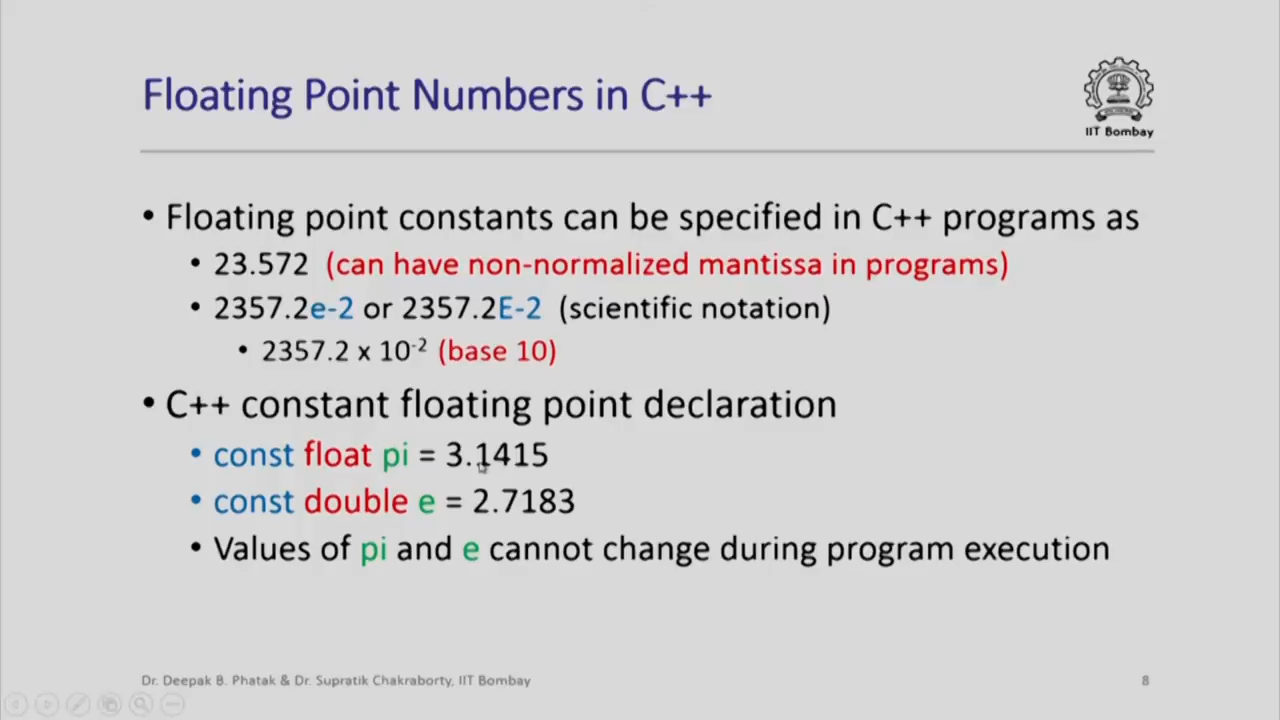 Floating Point Numbers in C++
IIT Bombay
• Floating point constants can be specified in C++ programs as
• 23.572 (can have non-normalized mantissa in programs)
• 2357.2e-2 or 2357.2E-2 (scientific notation)
• 2357.2 x 10⁻² (base 10)
• C++ constant floating point declaration
• const float pi = 3.1415
• const double e = 2.7183
• Values of pi and e cannot change during program execution
Dr. Deepak B. Phatak & Dr. Supratik Chakraborty, IIT Bombay
8